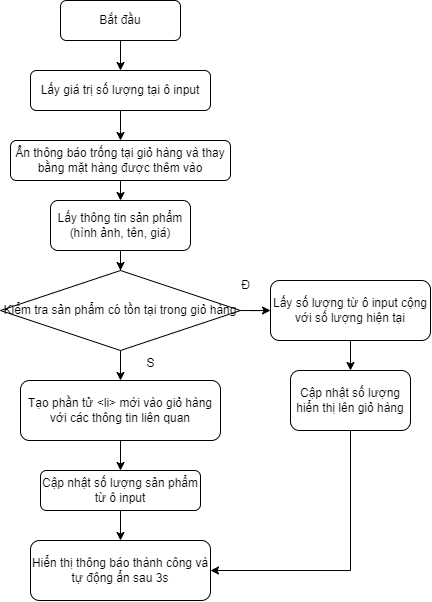 Bắt đầu
Lấy giá trị số lượng tại ô input
Ẩn thông báo trống tại giỏ hàng và thay
bằng mặt hàng được thêm vào
Lấy thông tin sản phẩm
(hình ảnh, tên, giá)
Kiểm tra sản phẩm có tồn tại trong giỏ hàng
Đ
Lấy số lượng từ ô input cộng
với số lượng hiện tại
S
Cập nhật số lượng
hiển thị lên giỏ hàng
Tạo phần tử <li> mới vào giỏ hàng
với các thông tin liên quan
Cập nhật số lượng sản phẩm
từ ô input
Hiển thị thông báo thành công và
tự động ẩn sau 3s